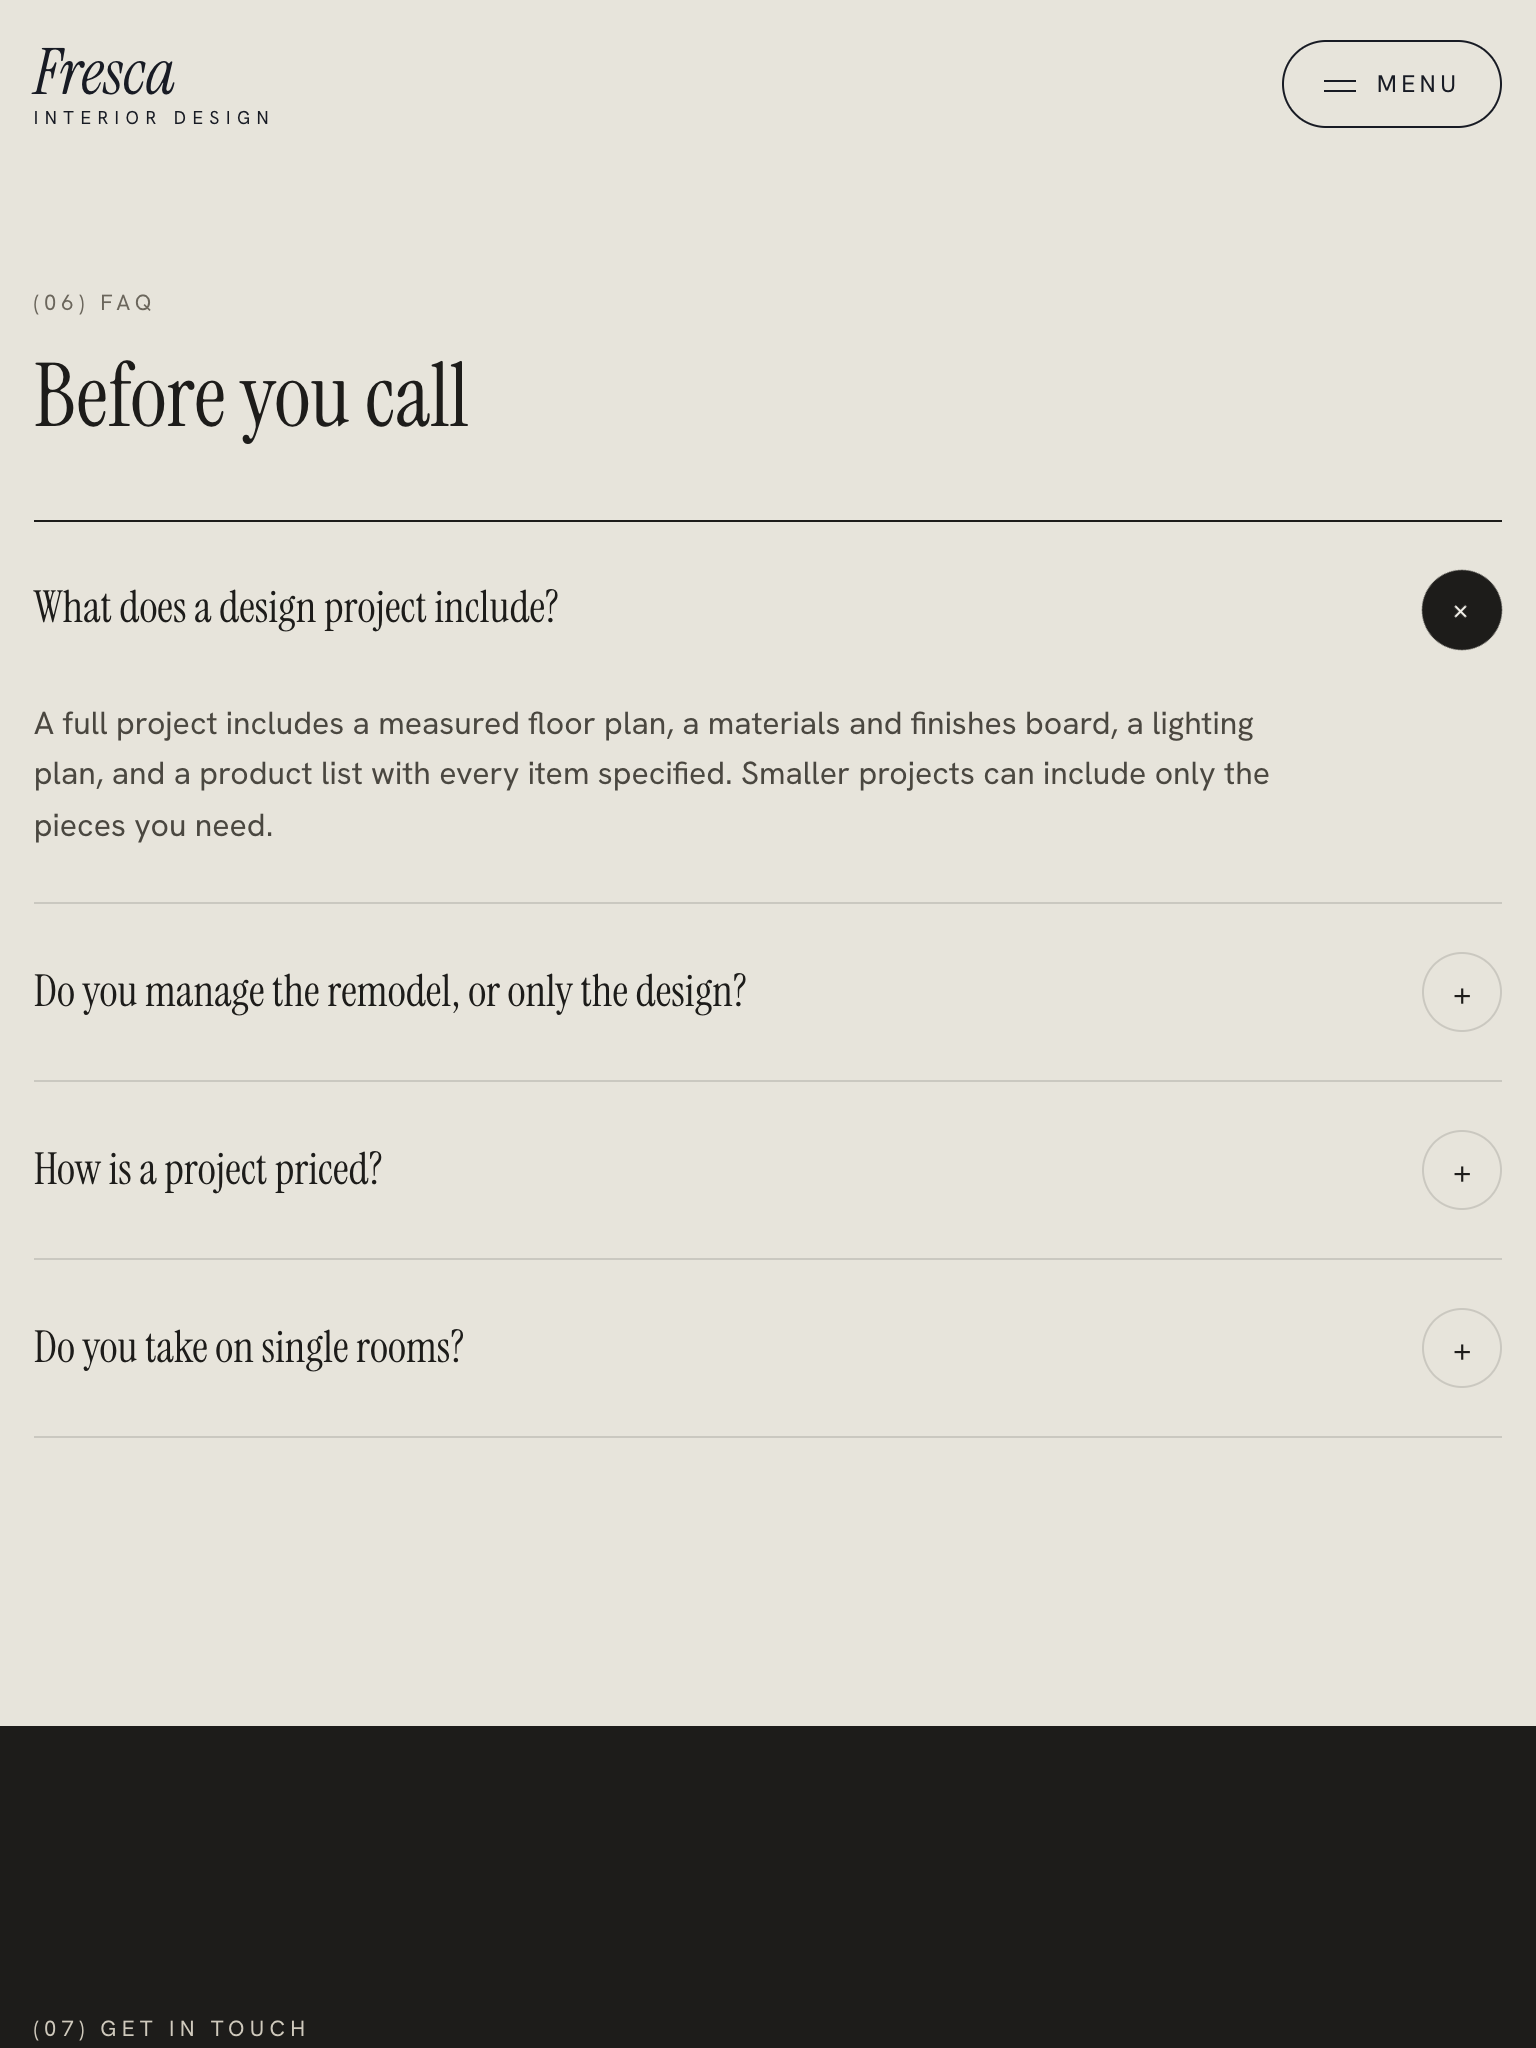 Fresca
INTERIOR DESIGN
MENU
(06) FAQ
Before you call
What does a design project include?
A full project includes a measured floor plan, a materials and finishes board, a lighting
plan, and a product list with every item specified. Smaller projects can include only the
pieces you need.
Do you manage the remodel, or only the design?
How is a project priced?
Do you take on single rooms?
(07) GET IN TOUCH